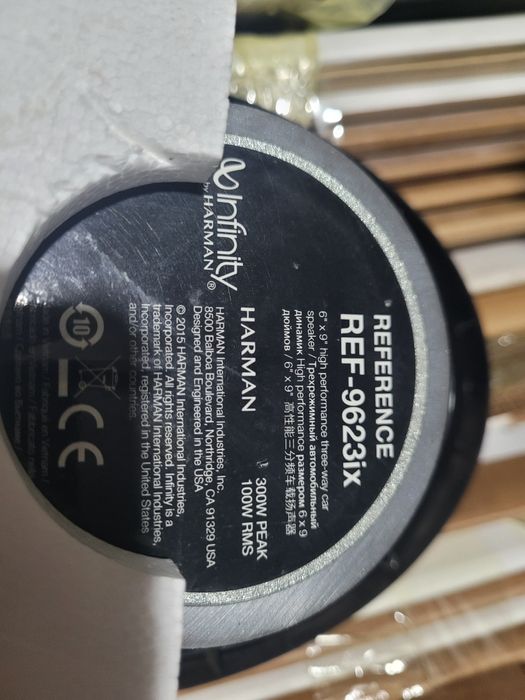 Infinity
by HARMAN®
REFERENCE
REF-9623ix
6" x 9" high performance three-way car
speaker / Трехрежимный автомобильный
динамик High performance размером 6 x 9
дюймов / 6" x 9" 高性能三分频车载扬声器
HARMAN
300W PEAK
100W RMS
HARMAN International Industries, Inc.
8500 Balboa Boulevard, Northridge, CA 91329 USA
Designed and Engineered in the USA
© 2015 HARMAN International Industries,
Incorporated. All rights reserved. Infinity is a
trademark of HARMAN International Industries,
Incorporated, registered in the United States
and/or other countries
10
CE